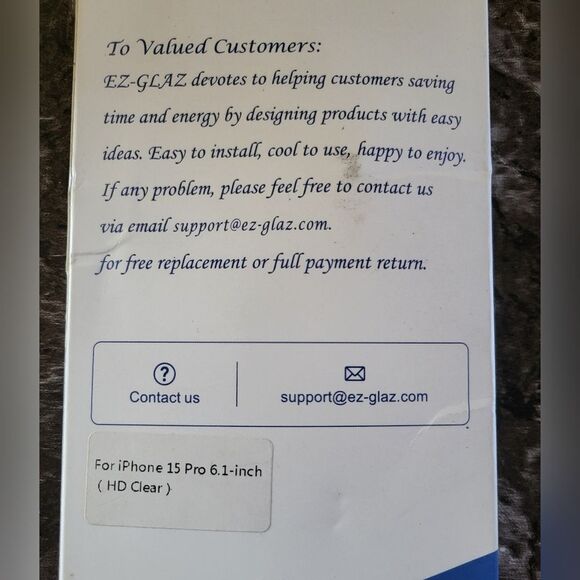 To Valued Customers:
EZ-GLAZ devotes to helping customers saving
time and energy by designing products with easy
ideas. Easy to install, cool to use, happy to enjoy.
If any problem, please feel free to contact us
via email support@ez-glaz.com.
for free replacement or full payment return.
?
Contact us
support@ez-glaz.com
For iPhone 15 Pro 6.1-inch
( HD Clear )